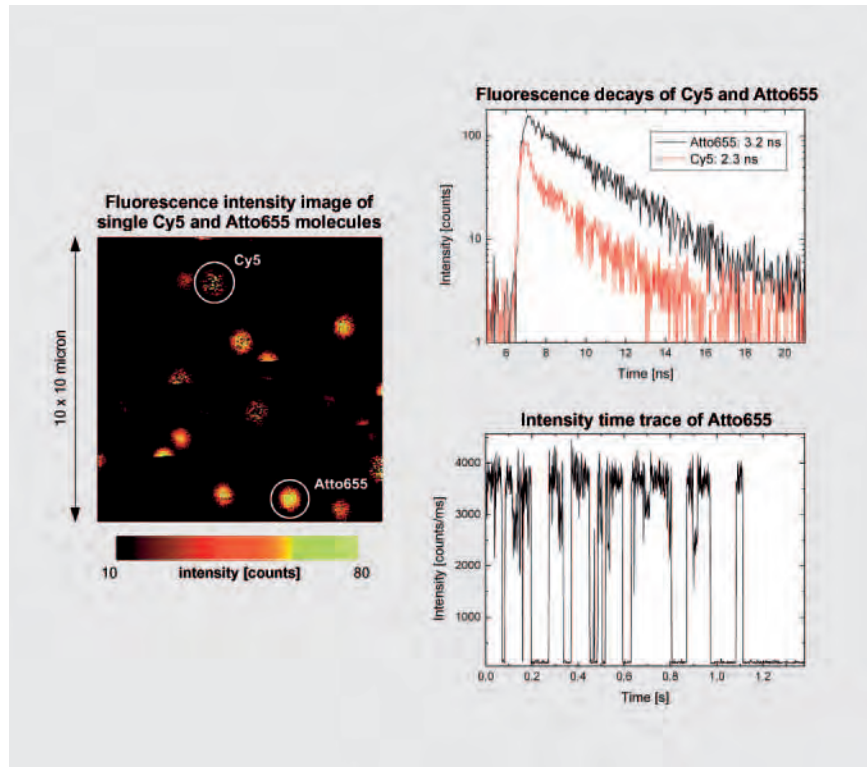 Fluorescence intensity image of
single Cy5 and Atto655 molecules
10 x 10 micron
Cy5
Atto655
10
intensity [counts]
80
Fluorescence decays of Cy5 and Atto655
Intensity [counts]
100
10
1
Atto655: 3.2 ns
Cy5: 2.3 ns
6 8 10 12 14 16 18 20
Time [ns]
Intensity time trace of Atto655
Intensity [counts/ms]
4000
3000
2000
1000
0.0 0.2 0.4 0.6 0.8 1.0 1.2
Time [s]